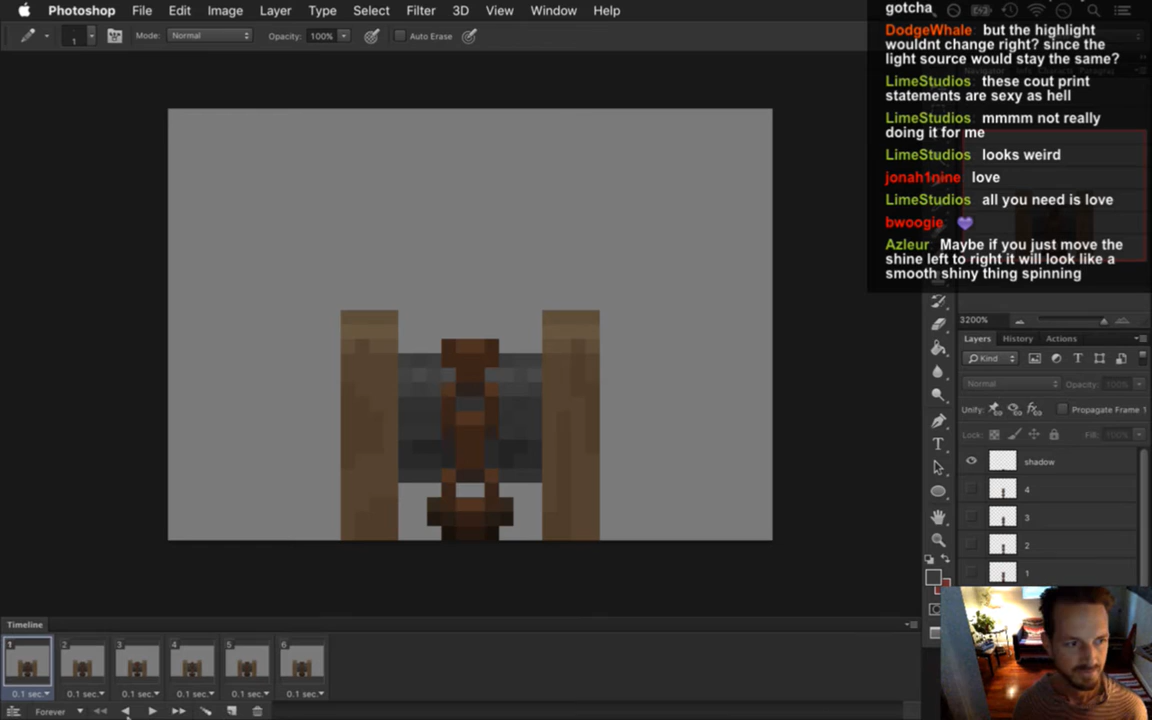 Photoshop File Edit Image Layer Type Select Filter 3D View Window Help
1 Mode: Normal Opacity: 100% Auto Erase
gotcha
DodgeWhale but the highlight
wouldnt change right? since the
light source would stay the same?
LimeStudios these cout print
statements are sexy as hell
LimeStudios mmmm not really
doing it for me
LimeStudios looks weird
jonah1nine love
LimeStudios all you need is love
bwoogie
Azleur Maybe if you just move the
shine left to right it will look like a
smooth shiny thing spinning
3200%
Layers History Actions
Kind
Normal Opacity: 100%
Unify: Propagate Frame 1
Lock: Fill: 100%
shadow
4
3
2
1
Timeline
1 2 3 4 5 6
0.1 sec. 0.1 sec. 0.1 sec. 0.1 sec. 0.1 sec. 0.1 sec.
Forever